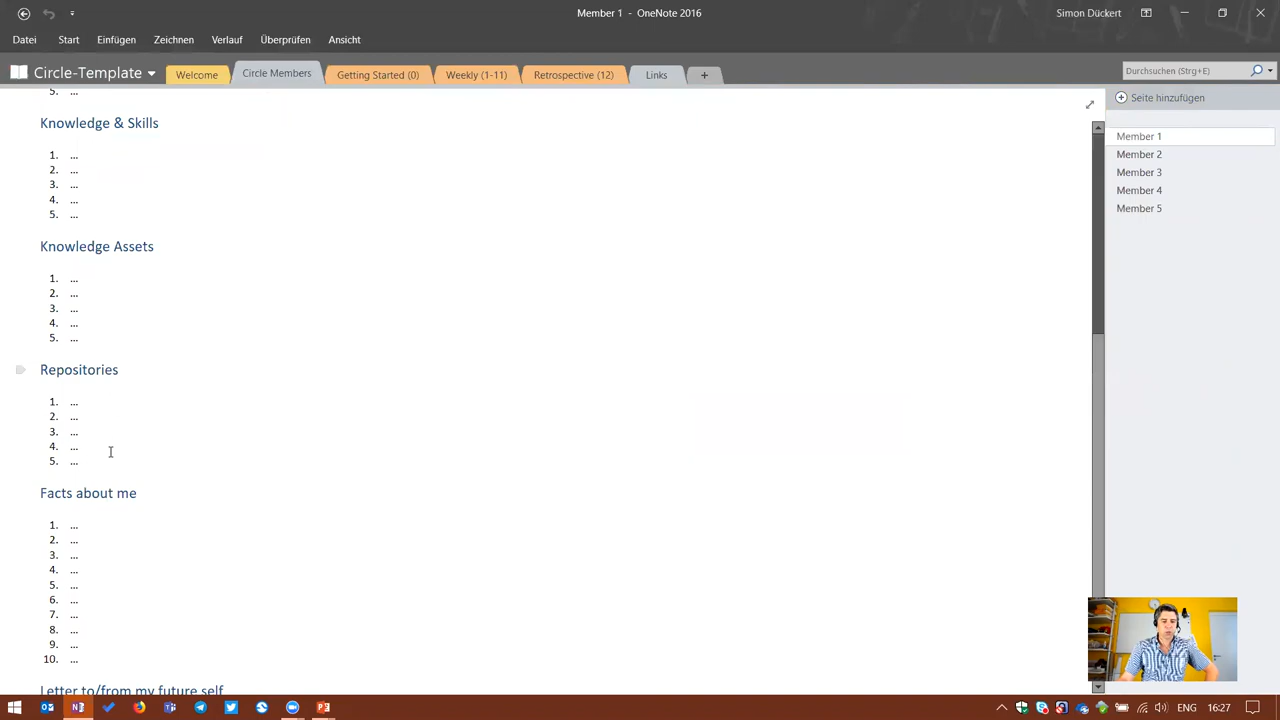 Member 1 - OneNote 2016
Simon Dückert
Datei Start Einfügen Zeichnen Verlauf Überprüfen Ansicht
Circle-Template Welcome Circle Members Getting Started (0) Weekly (1-11) Retrospective (12) Links + Durchsuchen (Strg+E)
Seite hinzufügen
Member 1
Member 2
Member 3
Member 4
Member 5
5. ...
Knowledge & Skills
1. ...
2. ...
3. ...
4. ...
5. ...
Knowledge Assets
1. ...
2. ...
3. ...
4. ...
5. ...
Repositories
1. ...
2. ...
3. ...
4. ...
5. ...
Facts about me
1. ...
2. ...
3. ...
4. ...
5. ...
6. ...
7. ...
8. ...
9. ...
10. ...
Letter to/from my future self
ENG 16:27